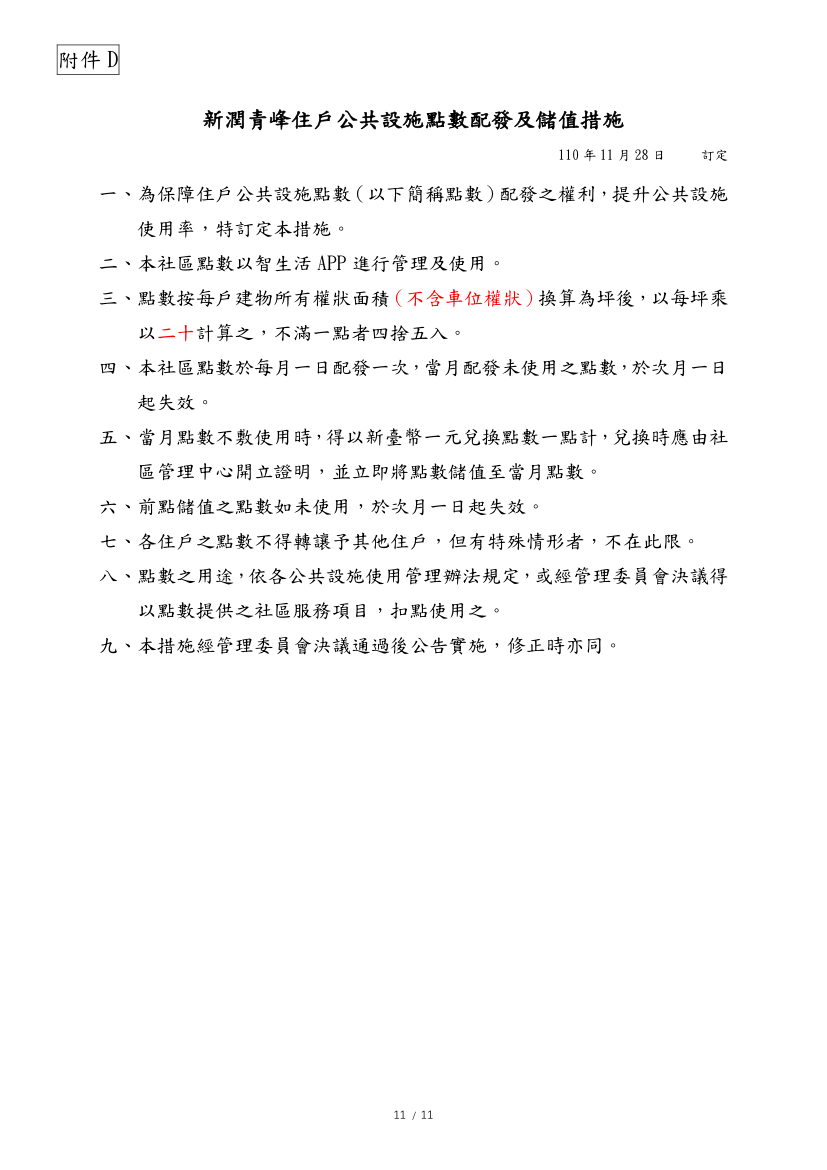 附件 D
新潤青峰住戶公共設施點數配發及儲值措施
110 年 11 月 28 日 訂定
一、為保障住戶公共設施點數（以下簡稱點數）配發之權利，提升公共設施
使用率，特訂定本措施。
二、本社區點數以智生活 APP 進行管理及使用。
三、點數按每戶建物所有權狀面積（不含車位權狀）換算為坪後，以每坪乘
以二十計算之，不滿一點者四捨五入。
四、本社區點數於每月一日配發一次，當月配發未使用之點數，於次月一日
起失效。
五、當月點數不敷使用時，得以新臺幣一元兌換點數一點計，兌換時應由社
區管理中心開立證明，並立即將點數儲值至當月點數。
六、前點儲值之點數如未使用，於次月一日起失效。
七、各住戶之點數不得轉讓予其他住戶，但有特殊情形者，不在此限。
八、點數之用途，依各公共設施使用管理辦法規定，或經管理委員會決議得
以點數提供之社區服務項目，扣點使用之。
九、本措施經管理委員會決議通過後公告實施，修正時亦同。
11 / 11